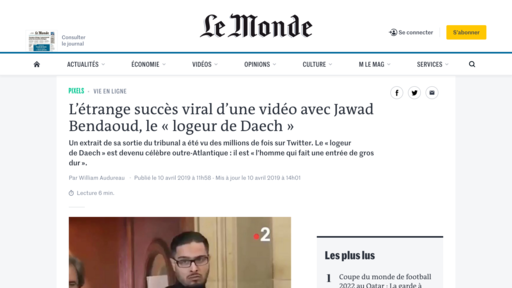 Le Monde
Consulter
le journal
Se connecter
S'abonner
ACTUALITÉS
ÉCONOMIE
VIDÉOS
OPINIONS
CULTURE
M LE MAG
SERVICES
PIXELS · VIE EN LIGNE
L'étrange succès viral d'une vidéo avec Jawad
Bendaoud, le « logeur de Daech »
Un extrait de sa sortie du tribunal a été vu des millions de fois sur Twitter. Le « logeur
de Daech » est devenu célèbre outre-Atlantique : il est « l'homme qui fait une entrée de gros
dur ».
Par William Audureau · Publié le 10 avril 2019 à 11h58 · Mis à jour le 10 avril 2019 à 14h01
Lecture 6 min.
2
Les plus lus
1 Coupe du monde de football
2022 au Qatar : La garde à